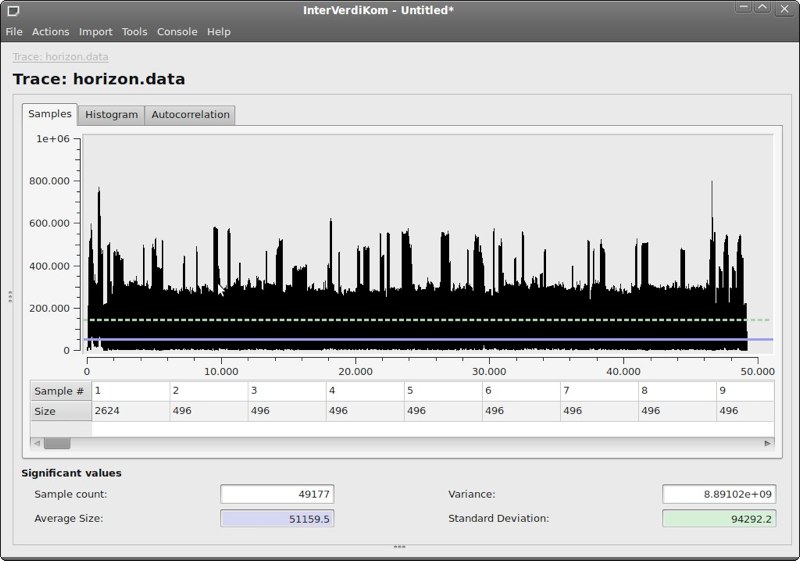 InterVerdiKom - Untitled*
File Actions Import Tools Console Help
Trace: horizon.data
Trace: horizon.data
Samples Histogram Autocorrelation
1e+06
800.000
600.000
400.000
200.000
0
0 10.000 20.000 30.000 40.000 50.000
Sample # 1 2 3 4 5 6 7 8 9
Size 2624 496 496 496 496 496 496 496 496
Significant values
Sample count: 49177 Variance: 8.89102e+09
Average Size: 51159.5 Standard Deviation: 94292.2